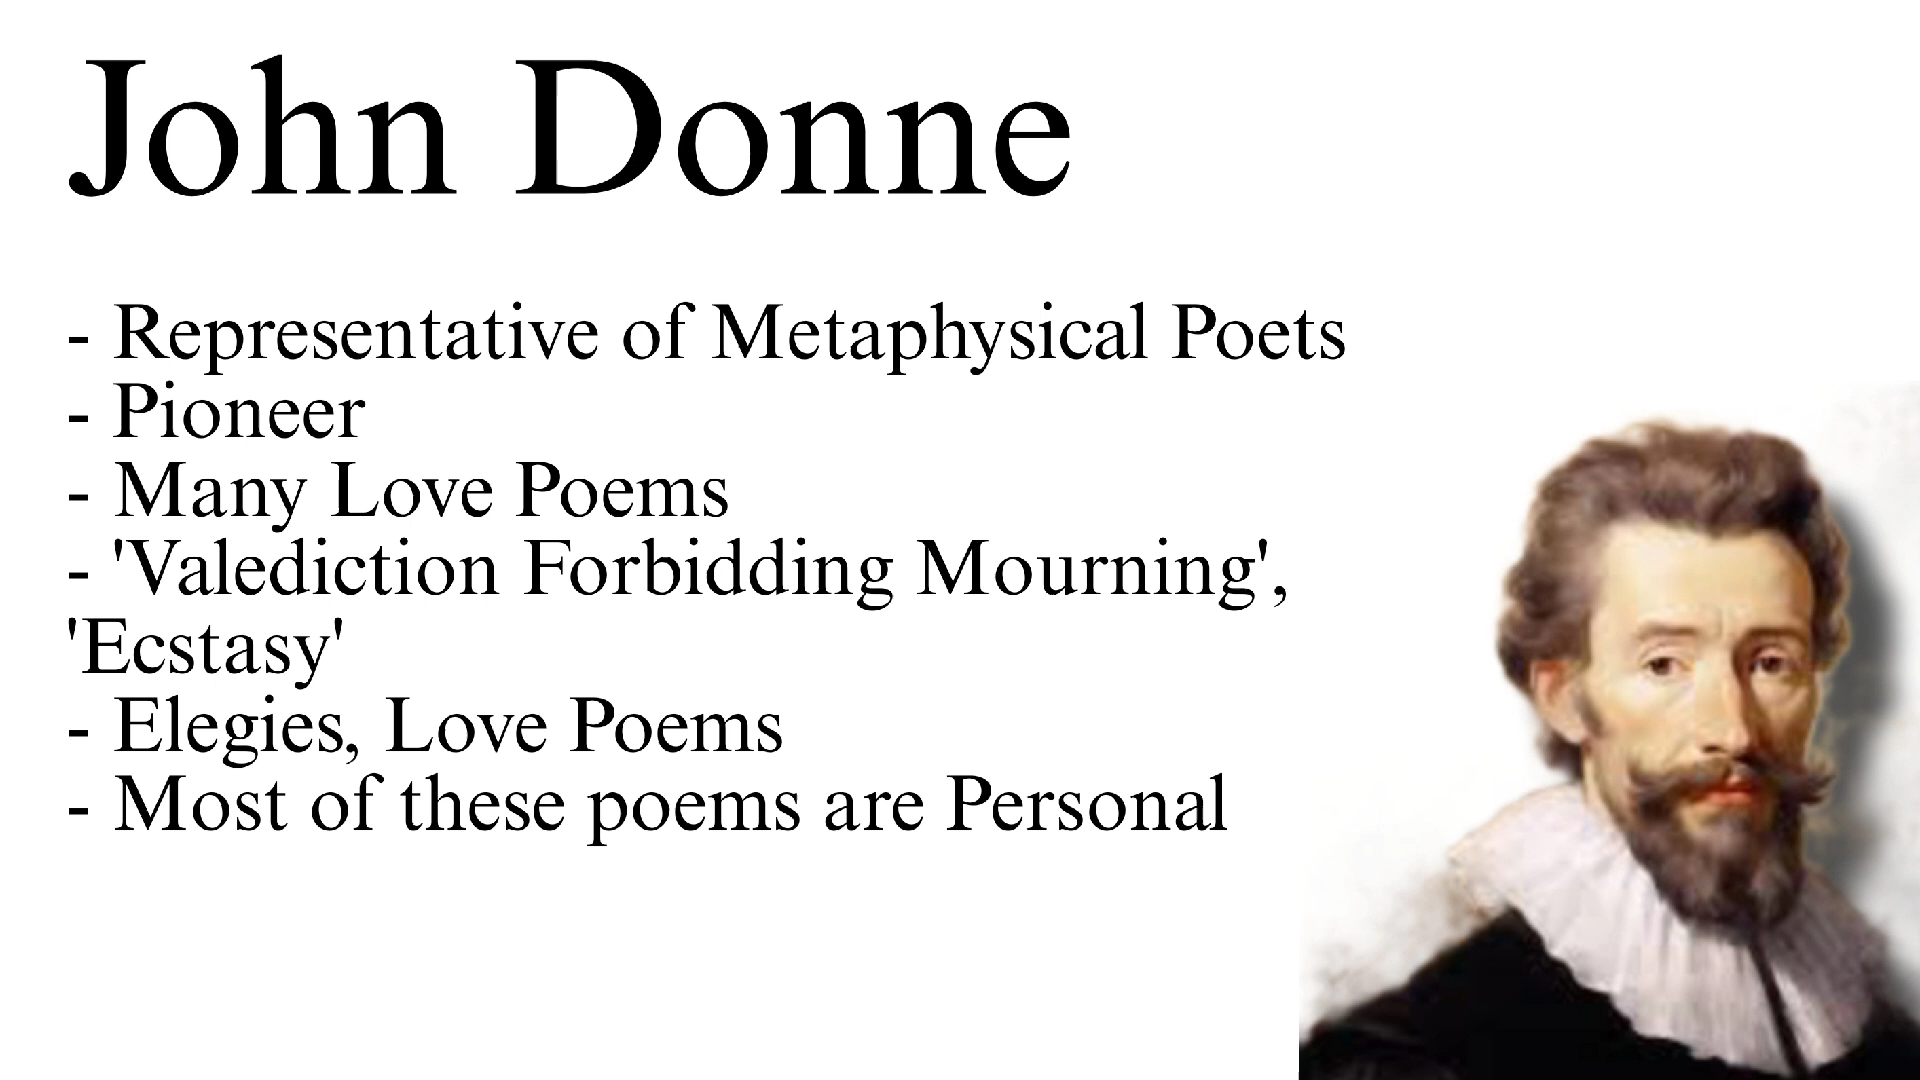 John Donne
- Representative of Metaphysical Poets
- Pioneer
- Many Love Poems
- 'Valediction Forbidding Mourning',
'Ecstasy'
- Elegies, Love Poems
- Most of these poems are Personal